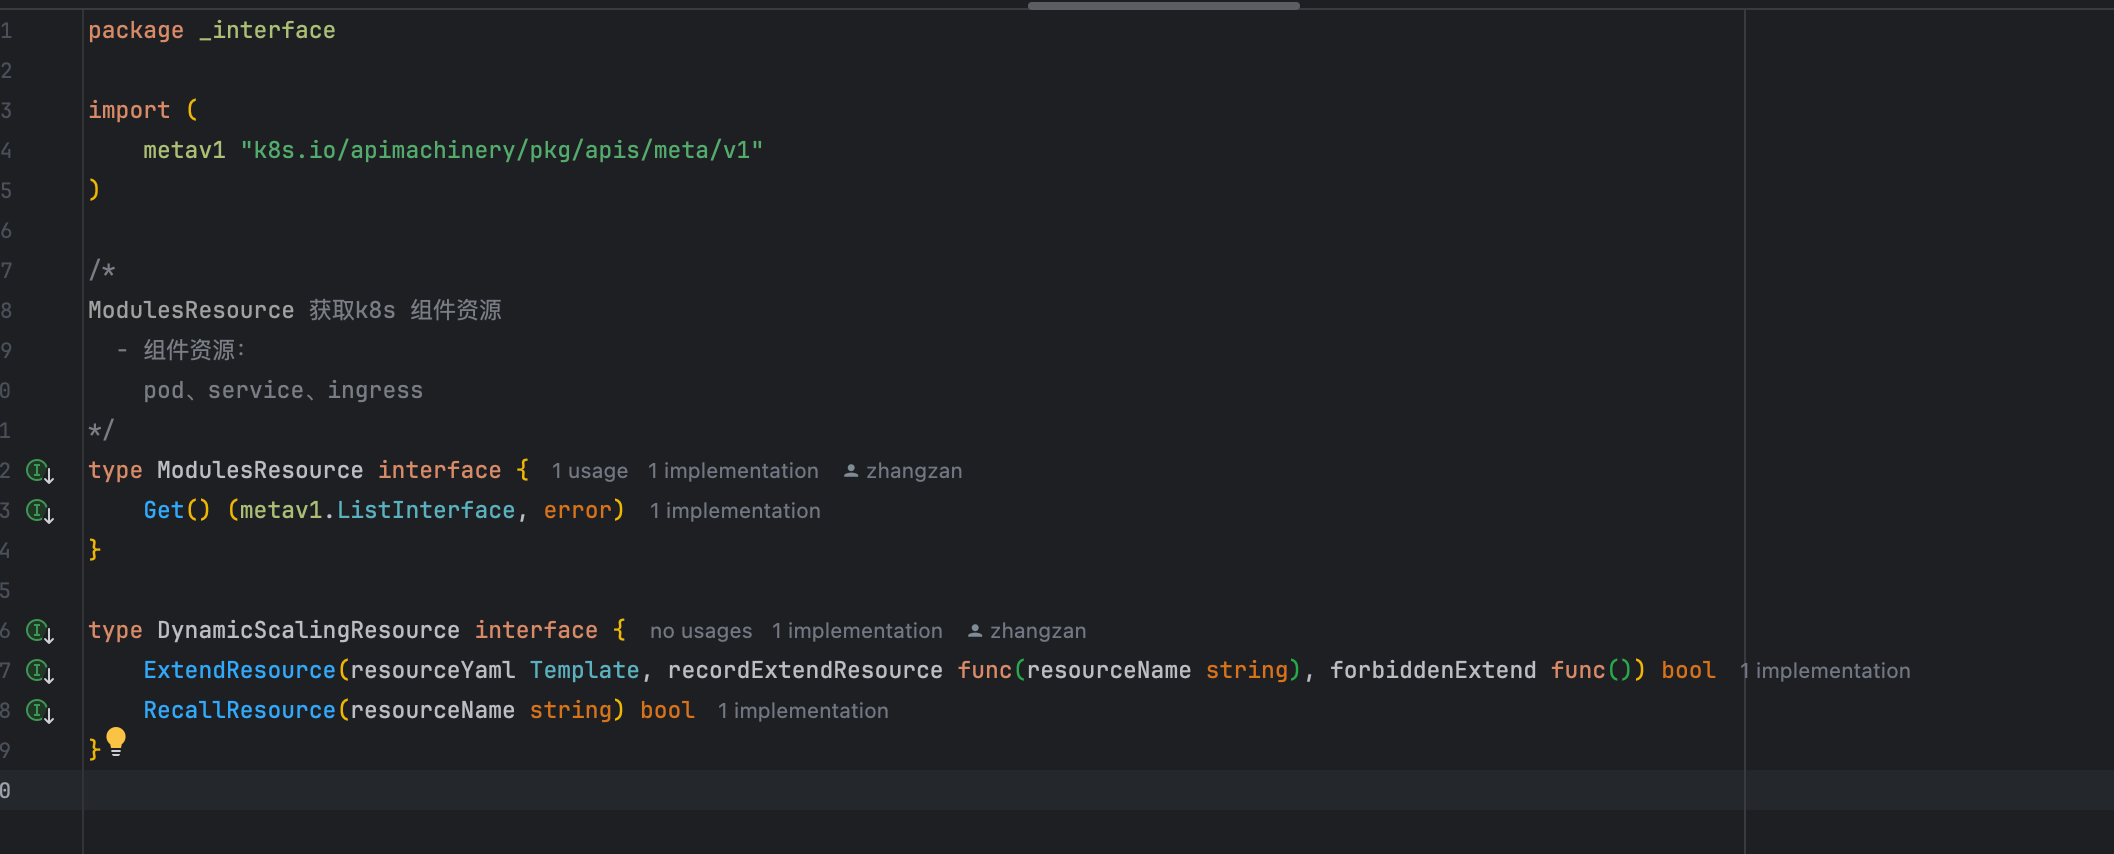 1 package _interface
2
3 import (
4 metav1 "k8s.io/apimachinery/pkg/apis/meta/v1"
5 )
6
7 /*
8 ModulesResource 获取k8s 组件资源
9 - 组件资源：
0 pod、service、ingress
1 */
2 type ModulesResource interface { 1 usage 1 implementation zhangzan
3 Get() (metav1.ListInterface, error) 1 implementation
4 }
5
6 type DynamicScalingResource interface { no usages 1 implementation zhangzan
7 ExtendResource(resourceYaml Template, recordExtendResource func(resourceName string), forbiddenExtend func()) bool 1 implementation
8 RecallResource(resourceName string) bool 1 implementation
9 }
0